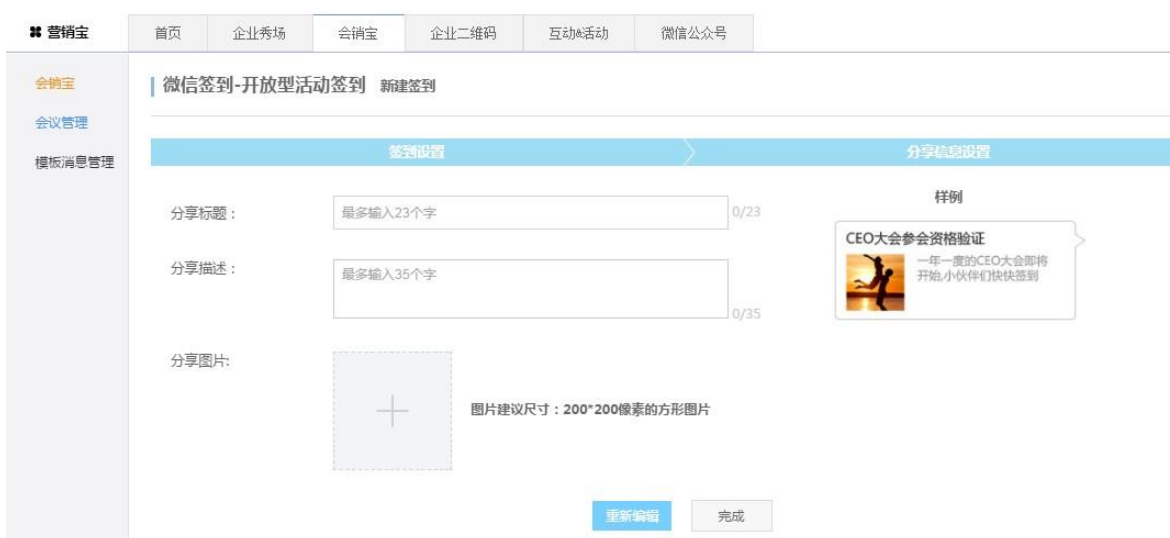 营销宝
首页 企业秀场 会销宝 企业二维码 互动&活动 微信公众号
会销宝
会议管理
模板消息管理
微信签到-开放型活动签到 新建签到
签到设置 分享信息设置
分享标题： 最多输入23个字 0/23
分享描述： 最多输入35个字 0/35
分享图片:
图片建议尺寸：200*200像素的方形图片
样例
CEO大会参会资格验证
一年一度的CEO大会即将
开始,小伙伴们快快签到
重新编辑 完成